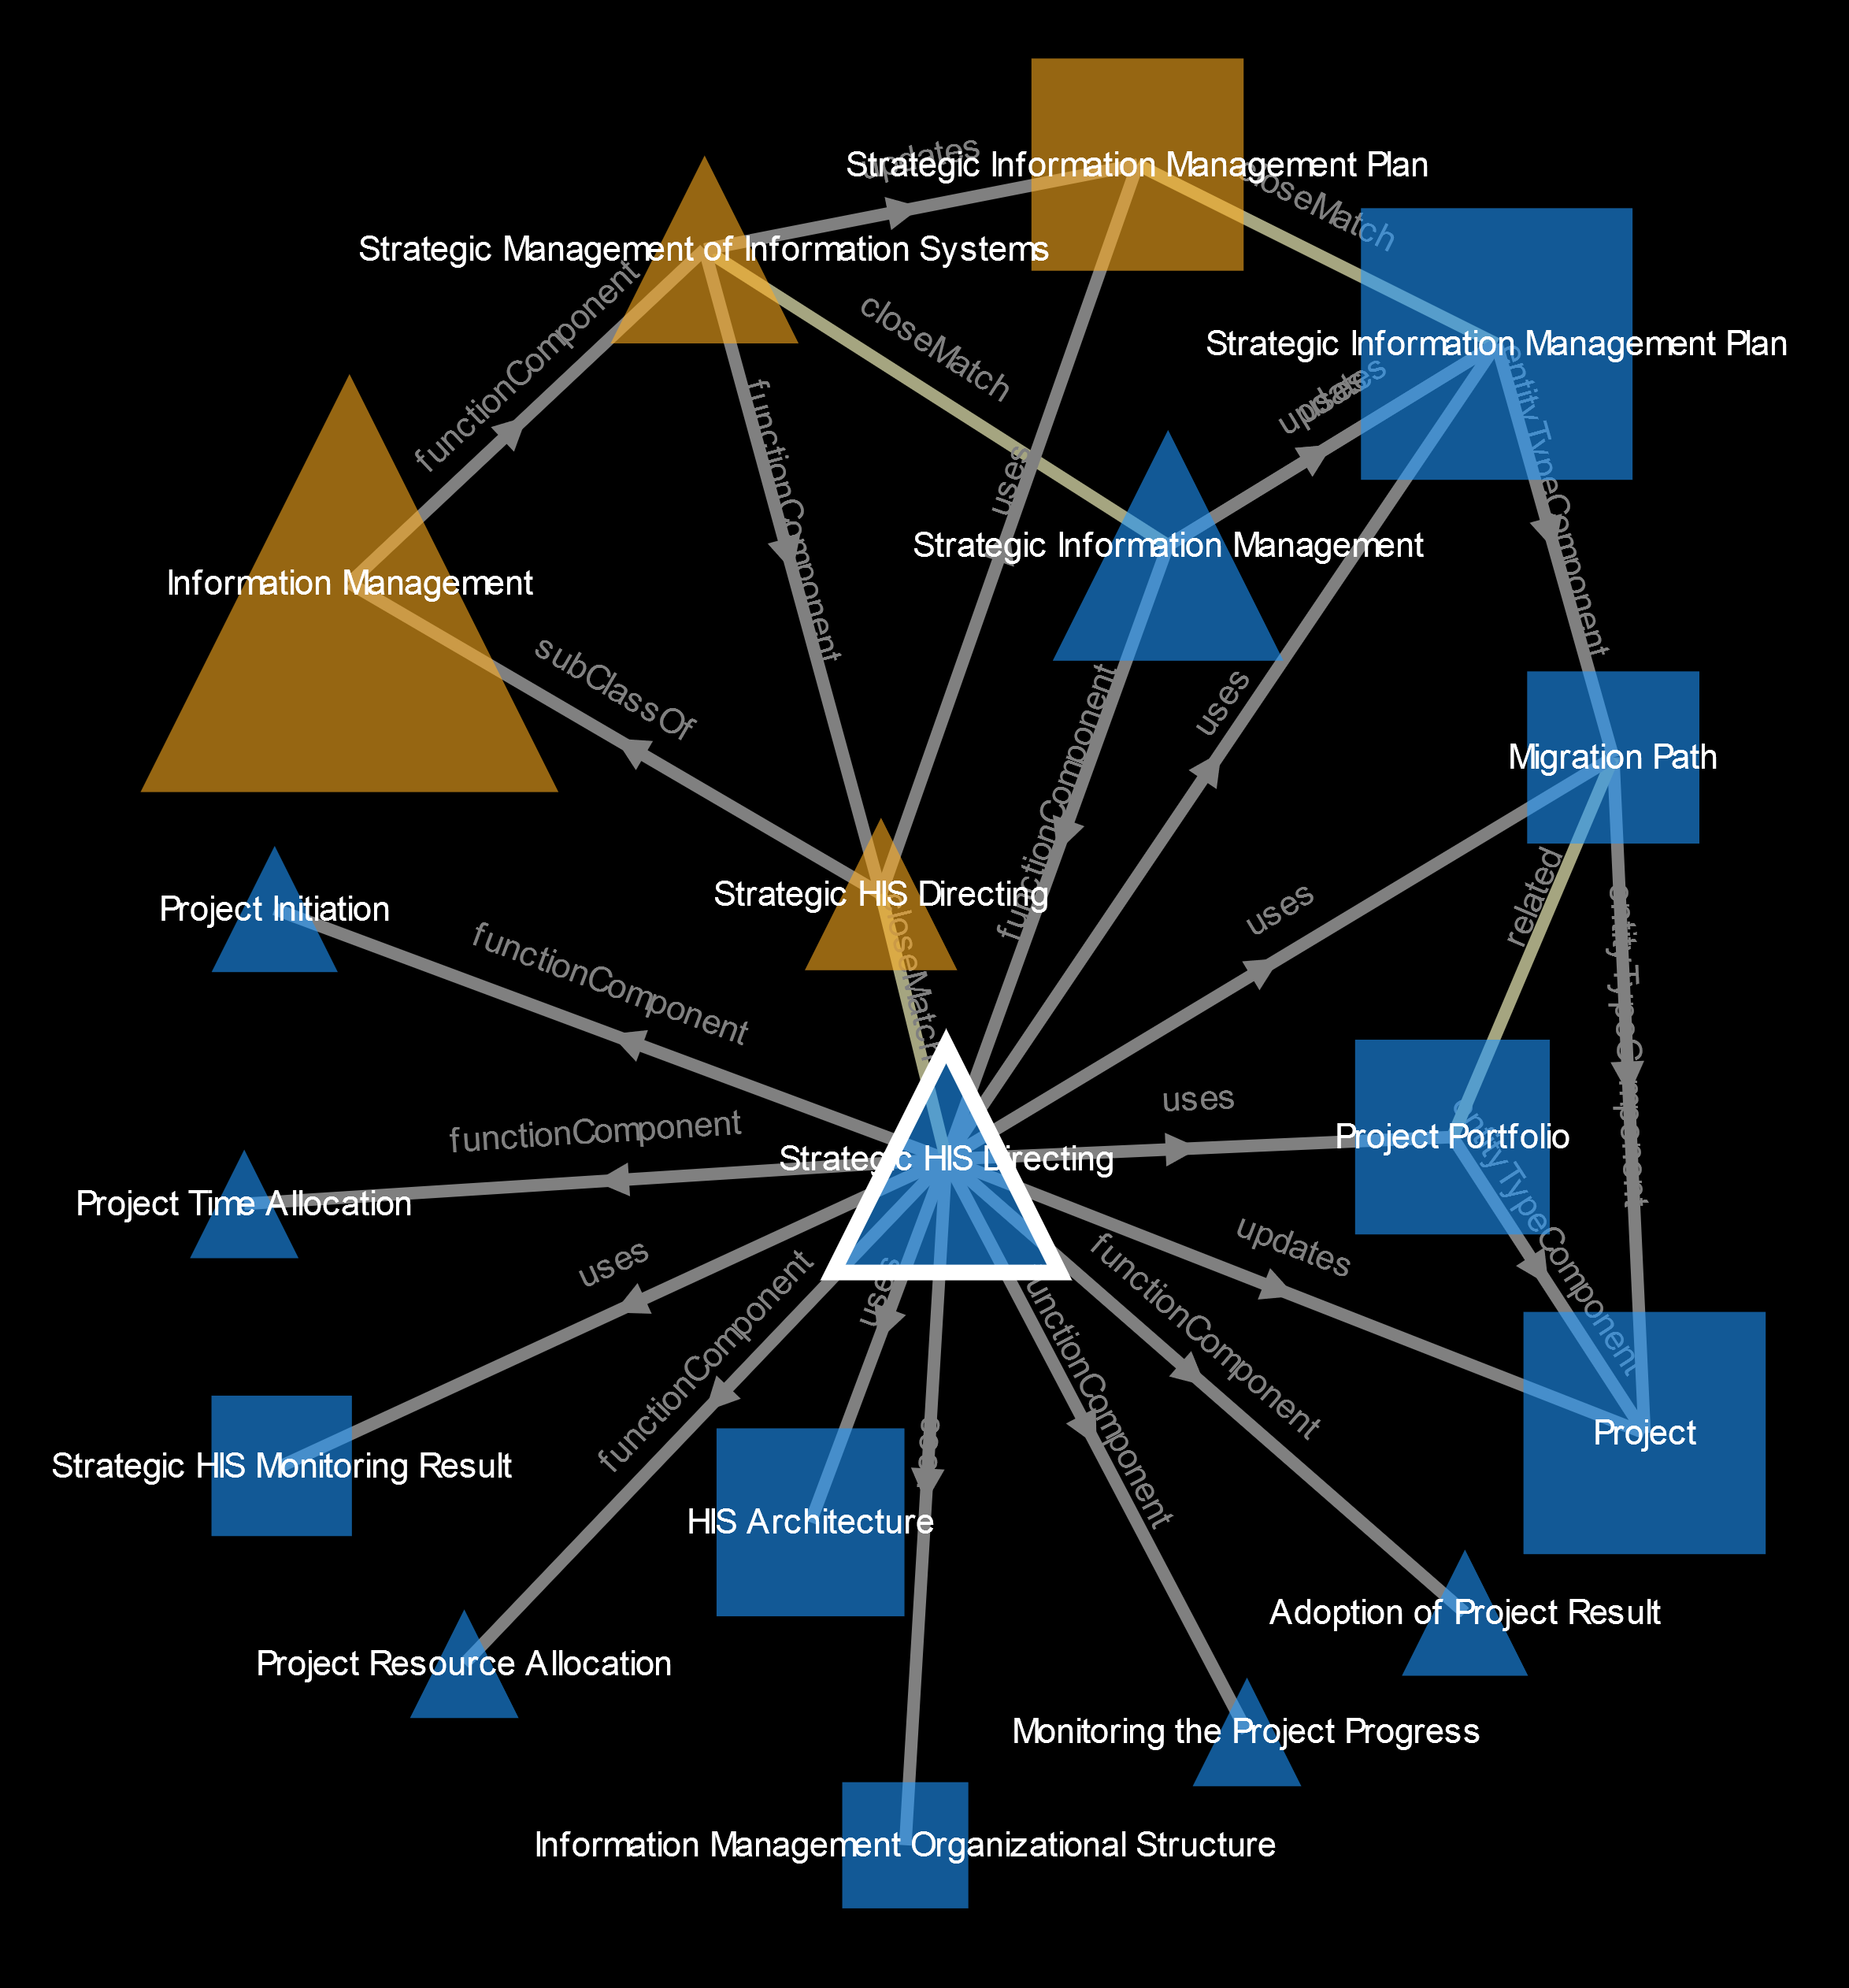 updates
Strategic Information Management Plan
closeMatch
Strategic Management of Information Systems
functionComponent
closeMatch
Strategic Information Management Plan
updates
uses
entityTypeComponent
functionComponent
uses
Strategic Information Management
Information Management
subClassOf
uses
functionComponent
Migration Path
Strategic HIS Directing
Project Initiation
uses
related
entityTypeComponent
functionComponent
closeMatch
functionComponent
uses
Project Portfolio
Strategic HIS Directing
entityTypeComponent
Project Time Allocation
uses
updates
functionComponent
uses
functionComponent
functionComponent
Project
Strategic HIS Monitoring Result
uses
HIS Architecture
Adoption of Project Result
Project Resource Allocation
Monitoring the Project Progress
Information Management Organizational Structure